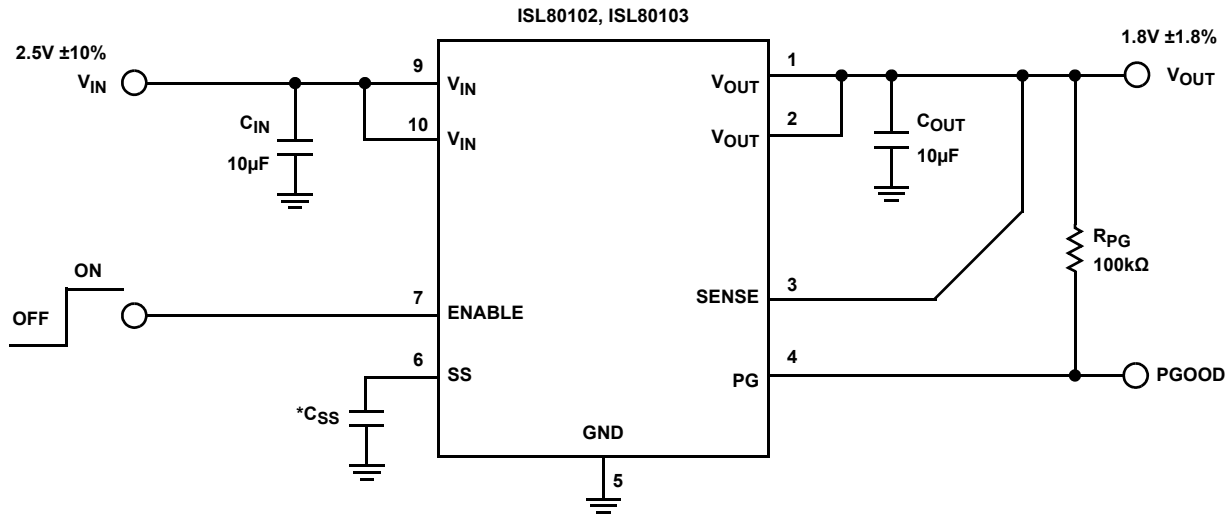 ISL80102, ISL80103
2.5V ±10%
VIN
9
VIN
CIN
10µF
10
VIN
1
VOUT
2
VOUT
COUT
10µF
1.8V ±1.8%
VOUT
RPG
100kΩ
ON
OFF
7
ENABLE
3
SENSE
6
SS
*CSS
4
PG
PGOOD
GND
5